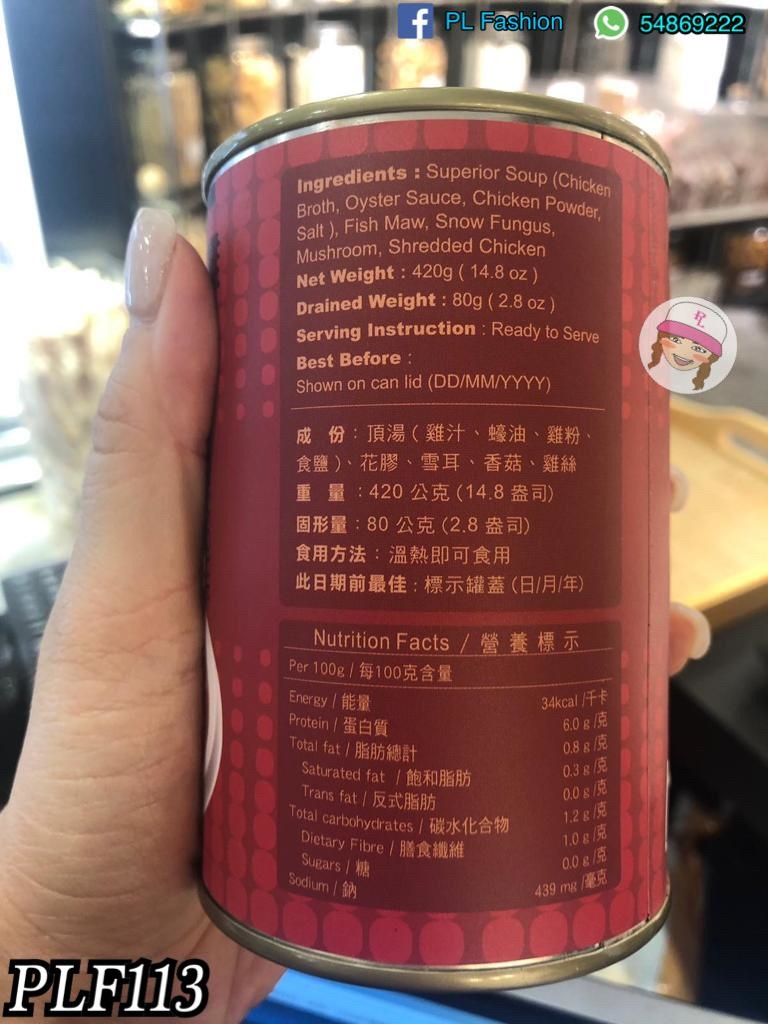 PL Fashion 54869222
Ingredients : Superior Soup (Chicken
Broth, Oyster Sauce, Chicken Powder,
Salt ), Fish Maw, Snow Fungus,
Mushroom, Shredded Chicken
Net Weight : 420g ( 14.8 oz )
Drained Weight : 80g ( 2.8 oz )
Serving Instruction : Ready to Serve
Best Before :
Shown on can lid (DD/MM/YYYY)
PL
成 份：頂湯（雞汁、蠔油、雞粉、
食鹽）、花膠、雪耳、香菇、雞絲
重 量：420 公克 (14.8 盎司)
固形量：80 公克 (2.8 盎司)
食用方法：溫熱即可食用
此日期前最佳：標示罐蓋 (日/月/年)
Nutrition Facts / 營養標示
Per 100g / 每100克含量
Energy / 能量 34kcal /千卡
Protein / 蛋白質 6.0 g /克
Total fat / 脂肪總計 0.8 g /克
Saturated fat / 飽和脂肪 0.3 g /克
Trans fat / 反式脂肪 0.0 g /克
Total carbohydrates / 碳水化合物 1.2 g /克
Dietary Fibre / 膳食纖維 1.0 g /克
Sugars / 糖 0.0 g /克
Sodium / 鈉 439 mg /毫克
PLF113